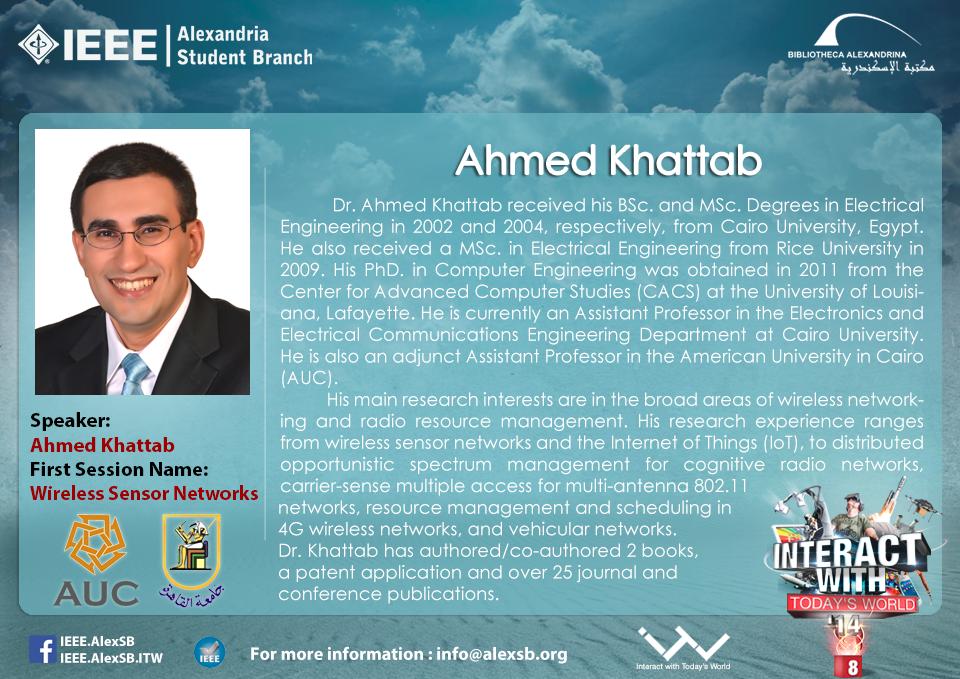 IEEE
Alexandria
Student Branch
BIBLIOTHECA ALEXANDRINA
مكتبة الإسكندرية
Ahmed Khattab
Dr. Ahmed Khattab received his BSc. and MSc. Degrees in Electrical
Engineering in 2002 and 2004, respectively, from Cairo University, Egypt.
He also received a MSc. in Electrical Engineering from Rice University in
2009. His PhD. in Computer Engineering was obtained in 2011 from the
Center for Advanced Computer Studies (CACS) at the University of Louisi-
ana, Lafayette. He is currently an Assistant Professor in the Electronics and
Electrical Communications Engineering Department at Cairo University.
He is also an adjunct Assistant Professor in the American University in Cairo
(AUC).
His main research interests are in the broad areas of wireless network-
ing and radio resource management. His research experience ranges
from wireless sensor networks and the Internet of Things (IoT), to distributed
opportunistic spectrum management for cognitive radio networks,
carrier-sense multiple access for multi-antenna 802.11
networks, resource management and scheduling in
4G wireless networks, and vehicular networks.
Dr. Khattab has authored/co-authored 2 books,
a patent application and over 25 journal and
conference publications.
Speaker:
Ahmed Khattab
First Session Name:
Wireless Sensor Networks
AUC
جامعة القاهرة
INTERACT
WITH
TODAY'S WORLD
'14
8
IEEE.AlexSB
IEEE.AlexSB.ITW
IEEE
For more information : info@alexsb.org
Interact with Today's World